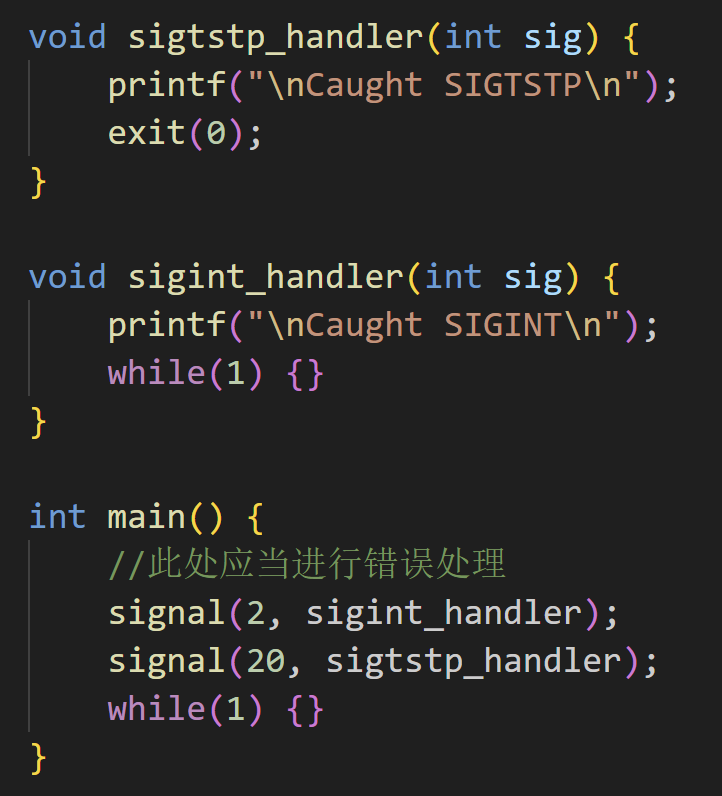 void sigtstp_handler(int sig) {
    printf("\nCaught SIGTSTP\n");
    exit(0);
}

void sigint_handler(int sig) {
    printf("\nCaught SIGINT\n");
    while(1) {}
}

int main() {
    //此处应当进行错误处理
    signal(2, sigint_handler);
    signal(20, sigtstp_handler);
    while(1) {}
}